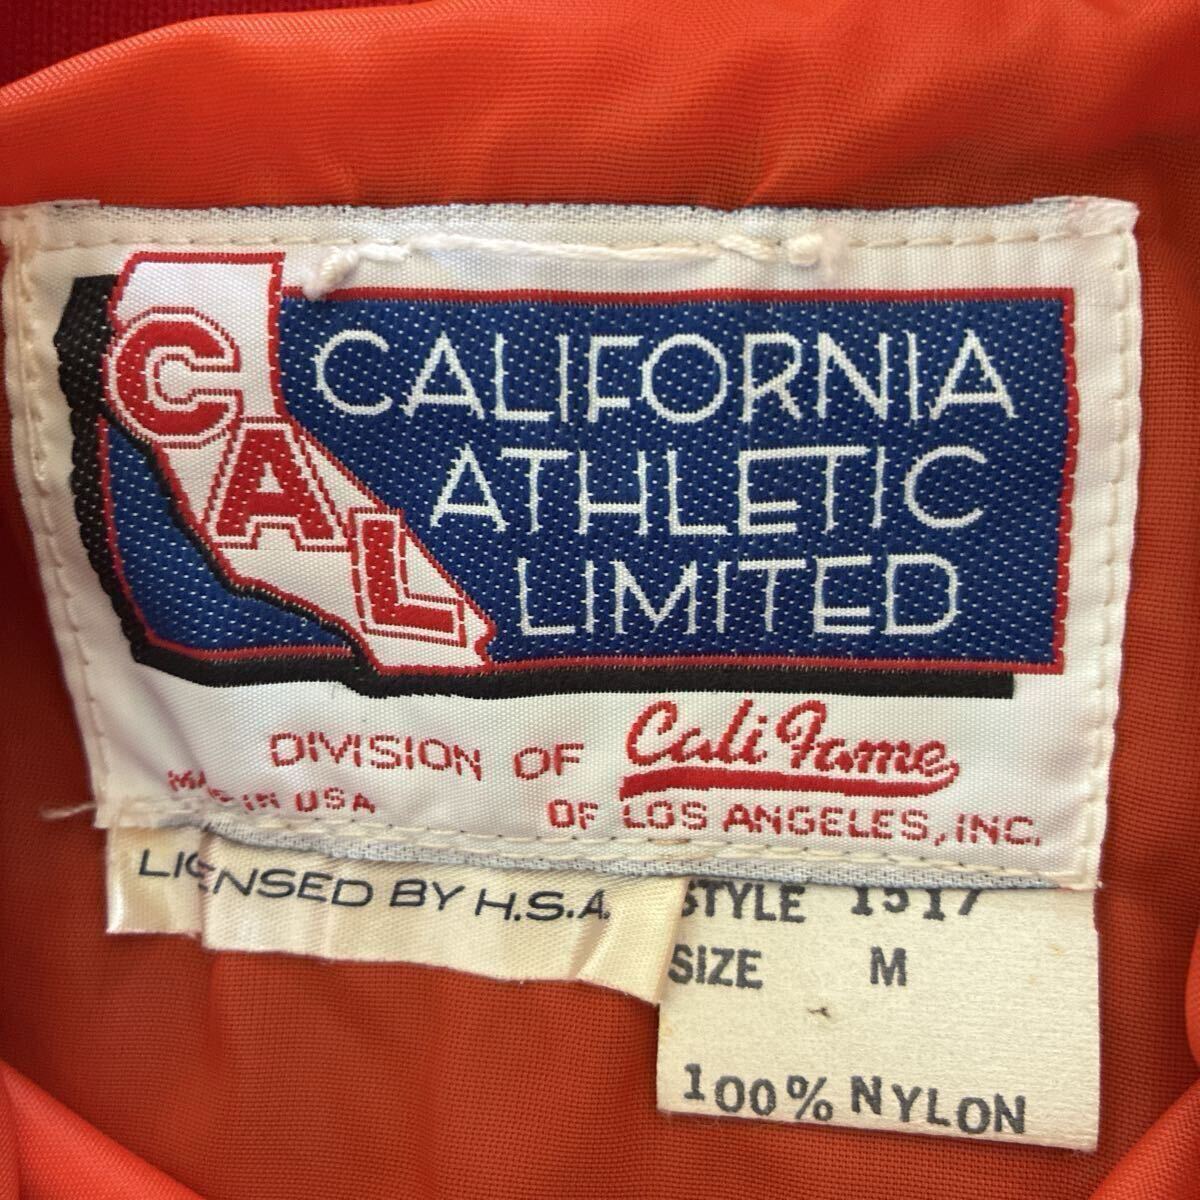 CAL
CALIFORNIA
ATHLETIC
LIMITED
DIVISION OF Cali Fame
MADE IN USA OF LOS ANGELES, INC.
LICENSED BY H.S.A.
STYLE 1517
SIZE M
100% NYLON